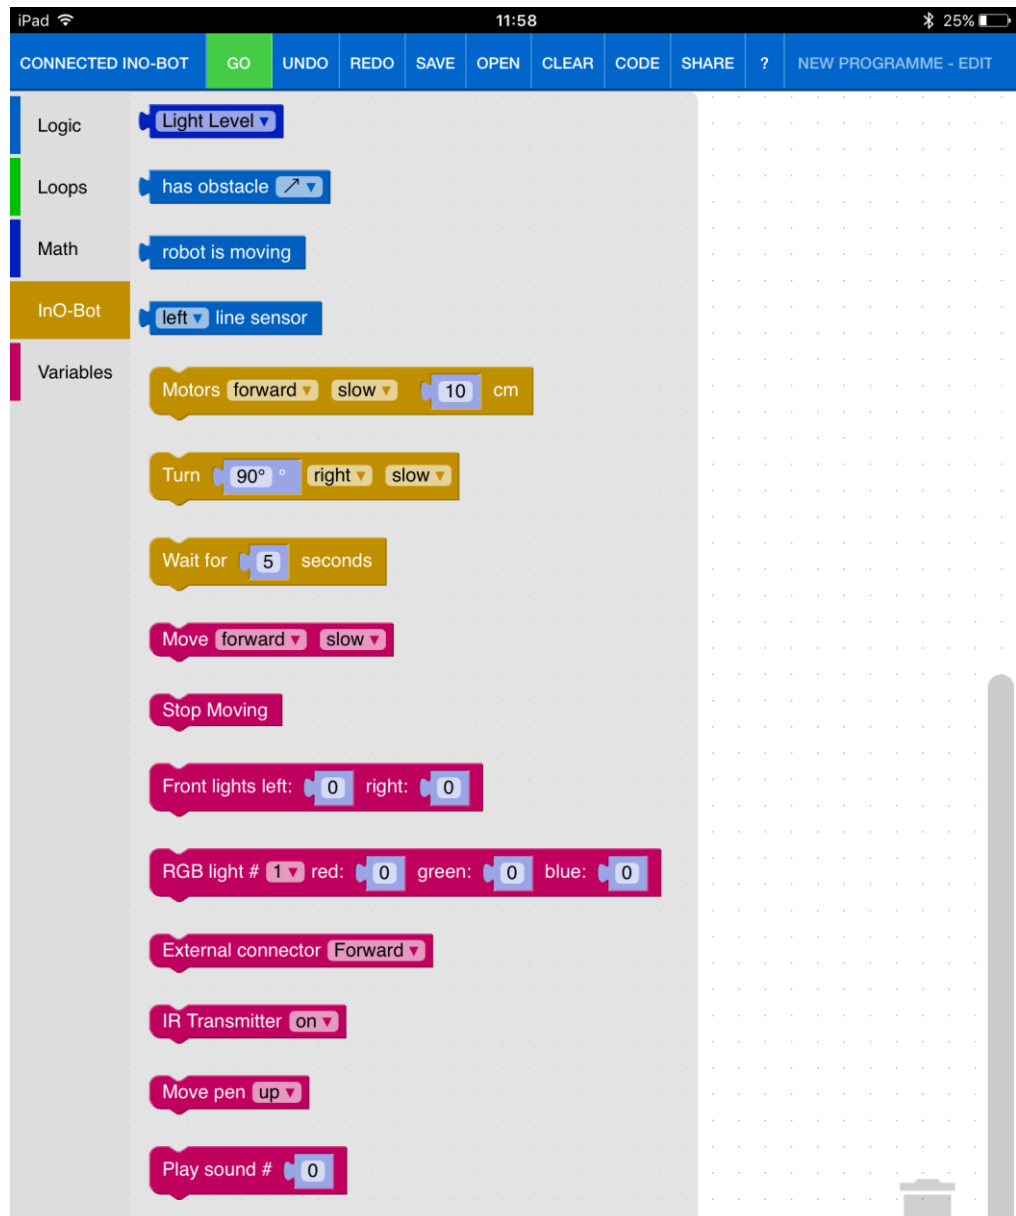 iPad 11:58 25%
CONNECTED INO-BOT GO UNDO REDO SAVE OPEN CLEAR CODE SHARE ? NEW PROGRAMME - EDIT
Logic
Loops
Math
InO-Bot
Variables
Light Level
has obstacle
robot is moving
left line sensor
Motors forward slow 10 cm
Turn 90° ° right slow
Wait for 5 seconds
Move forward slow
Stop Moving
Front lights left: 0 right: 0
RGB light # 1 red: 0 green: 0 blue: 0
External connector Forward
IR Transmitter on
Move pen up
Play sound # 0